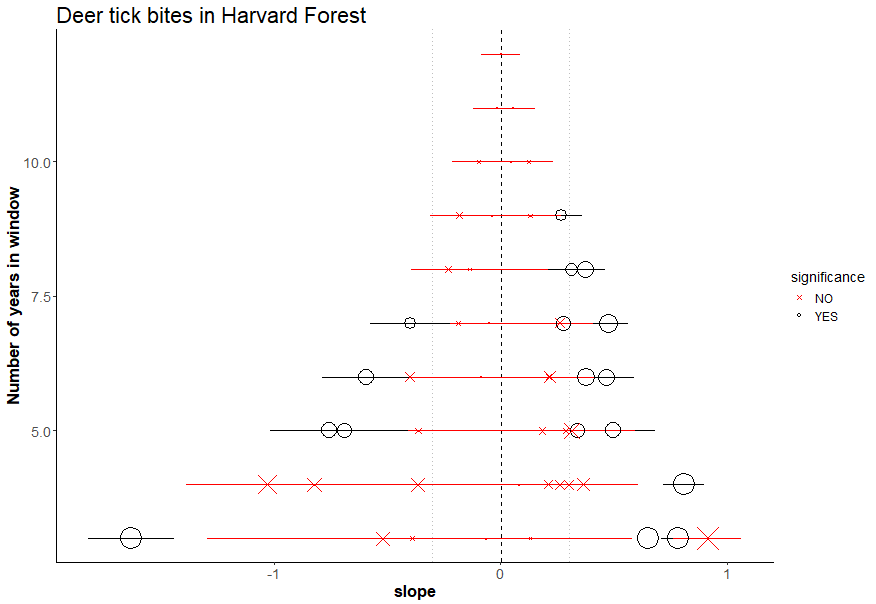 Deer tick bites in Harvard Forest
Number of years in window
10.0
7.5
5.0
-1
0
1
slope
significance
NO
YES